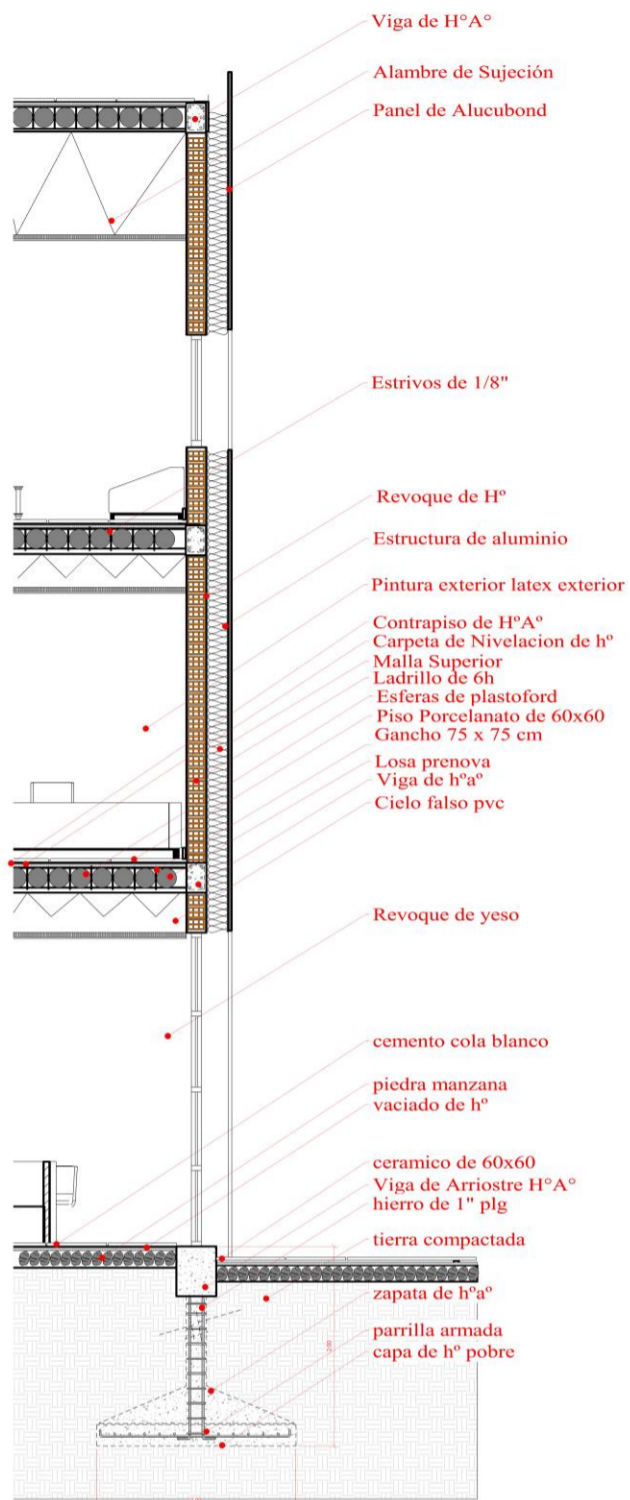 Viga de H°A°
Alambre de Sujeción
Panel de Alucubond
Estrivos de 1/8"
Revoque de Hº
Estructura de aluminio
Pintura exterior latex exterior
Contrapiso de HºAº
Carpeta de Nivelacion de hº
Malla Superior
Ladrillo de 6h
Esferas de plastoford
Piso Porcelanato de 60x60
Gancho 75 x 75 cm
Losa prenova
Viga de hºaº
Cielo falso pvc
Revoque de yeso
cemento cola blanco
piedra manzana
vaciado de hº
ceramico de 60x60
Viga de Arriostre H°A°
hierro de 1" plg
tierra compactada
zapata de hºaº
parrilla armada
capa de hº pobre